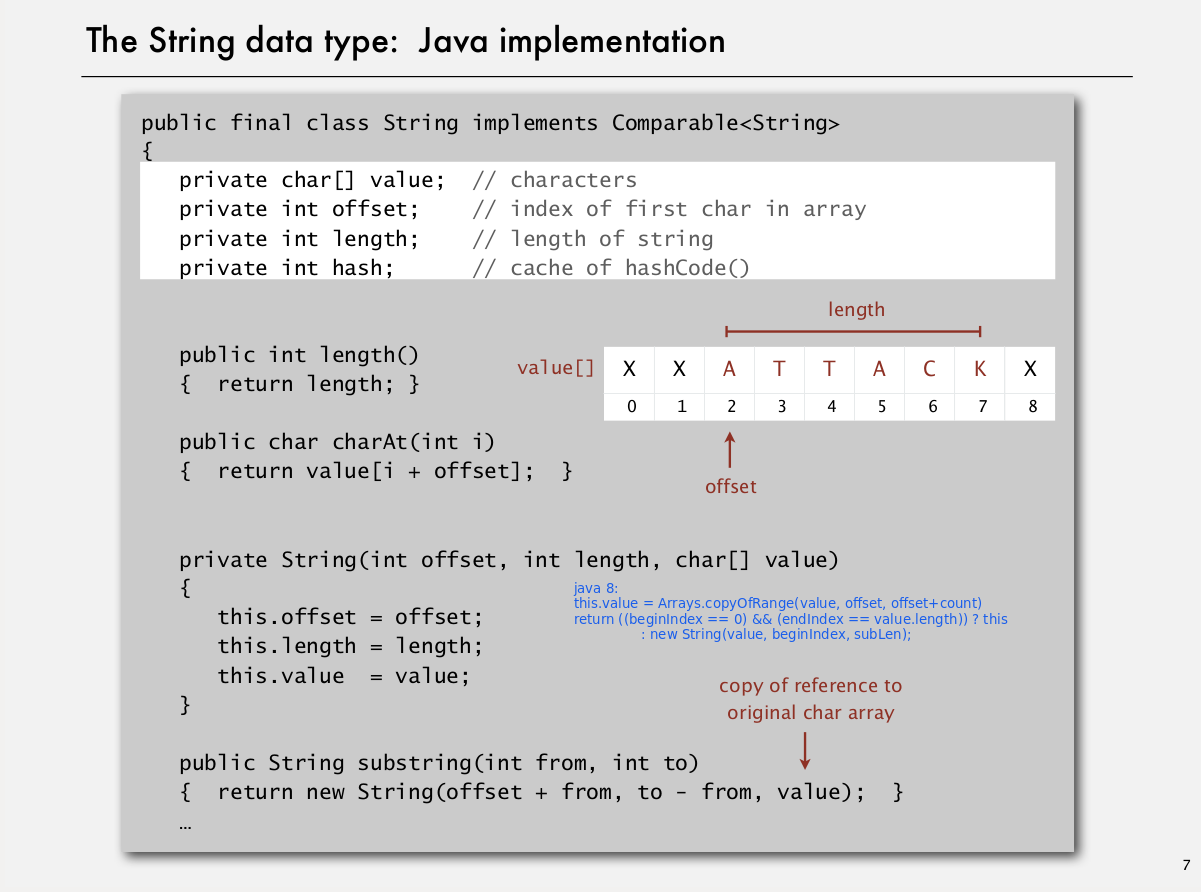 The String data type: Java implementation
public final class String implements Comparable<String>
{
private char[] value; // characters
private int offset; // index of first char in array
private int length; // length of string
private int hash; // cache of hashCode()
length
public int length()
{ return length; }
value[]
X X A T T A C K X
0 1 2 3 4 5 6 7 8
offset
public char charAt(int i)
{ return value[i + offset]; }
private String(int offset, int length, char[] value)
{
this.offset = offset;
this.length = length;
this.value = value;
}
java 8:
this.value = Arrays.copyOfRange(value, offset, offset+count)
return ((beginIndex == 0) && (endIndex == value.length)) ? this
: new String(value, beginIndex, subLen);
copy of reference to
original char array
public String substring(int from, int to)
{ return new String(offset + from, to - from, value); }
…
7